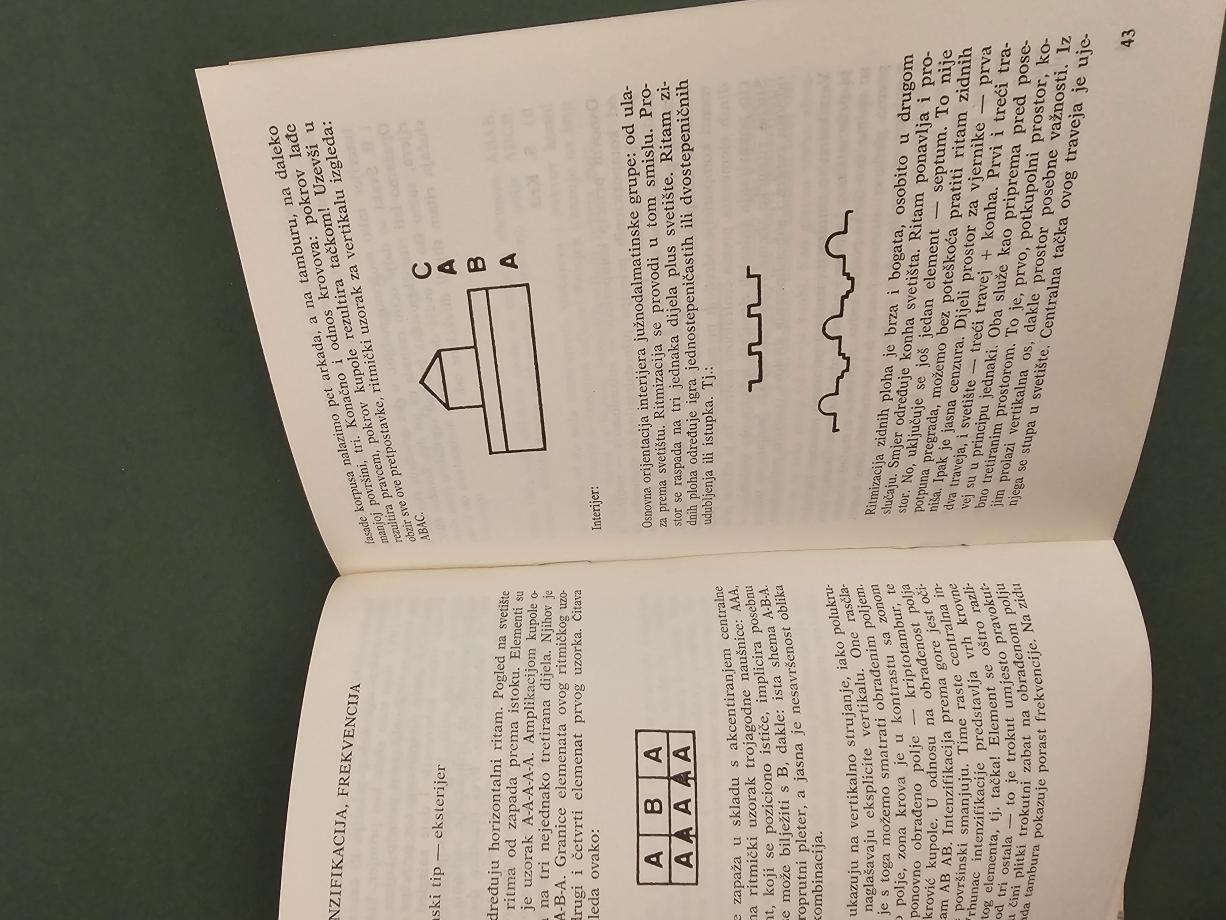 NZIFIKACIJA, FREKVENCIJA
ski tip — eksterijer
dređuju horizontalni ritam. Pogled na svetište
ritma od zapada prema istoku. Elementi su
je uzorak A-A-A-A-A. Amplikacijom kupole o-
na tri nejednako tretirana dijela. Njihov je
A-B-A. Granice elemenata ovog ritmičkog uzo-
drugi i četvrti elemenat prvog uzorka. Čitava
leda ovako:
A B A
A A A A A
e zapaža u skladu s akcentiranjem centralne
na ritmički uzorak trojagodne naušnice: AAA,
nt, koji se poziciono ističe, implicira posebnu
se može bilježiti s B, dakle: ista shema A-B-A.
roprutni pleter, a jasna je nesavršenost oblika
kombinacija.
ukazuju na vertikalno strujanje, iako polukru-
naglašavaju eksplicite vertikalu. One rasčla-
je s toga možemo smatrati obrađenim poljem.
o polje, zona krova je u kontrastu sa zonom
ponovno obrađeno polje — kriptotambur, te
krović kupole. U odnosu na obrađenost polja
am AB AB. Intenzifikacija prema gore jest oči-
površinski smanjuju. Time raste centralna in-
Vrhunac intenzifikacije predstavlja vrh krovne
tog elementa, tj. tačka! Element se oštro razli-
od tri ostala — to je trokut umjesto pravokut-
čini plitki trokutni zabat na obrađenom polju
ada tambura pokazuje porast frekvencije. Na zidu
fasade korpusa nalazimo pet arkada, a na tamburu, na daleko
manjoj površini, tri. Konačno i odnos krovova: pokrov lađe
rezultira pravcem, pokrov kupole rezultira tačkom! Uzevši u
obzir sve ove pretpostavke, ritmički uzorak za vertikalu izgleda:
ABAC.
C
A
B
A
Interijer:
Osnovna orijentacija interijera južnodalmatinske grupe: od ula-
za prema svetištu. Ritmizacija se provodi u tom smislu. Pro-
stor se raspada na tri jednaka dijela plus svetište. Ritam zi-
dnih ploha određuje igra jednostepeničastih ili dvostepeničnih
udubljenja ili istupka. Tj.:
Ritmizacija zidnih ploha je brza i bogata, osobito u drugom
slučaju. Smjer određuje konha svetišta. Ritam ponavlja i pro-
stor. No, uključuje se još jedan element — septum. To nije
potpuna pregrada, možemo bez poteškoća pratiti ritam zidnih
niša. Ipak je jasna cenzura. Dijeli prostor za vjernike — prva
dva traveja, i svetište — treći travej + konha. Prvi i treći tra-
vej su u principu jednaki. Oba služe kao priprema pred pose-
bno tretiranim prostorom. To je, prvo, potkupolni prostor, ko-
jim prolazi vertikalna os, dakle prostor posebne važnosti. Iz
njega se stupa u svetište. Centralna tačka ovog traveja je uje-
43